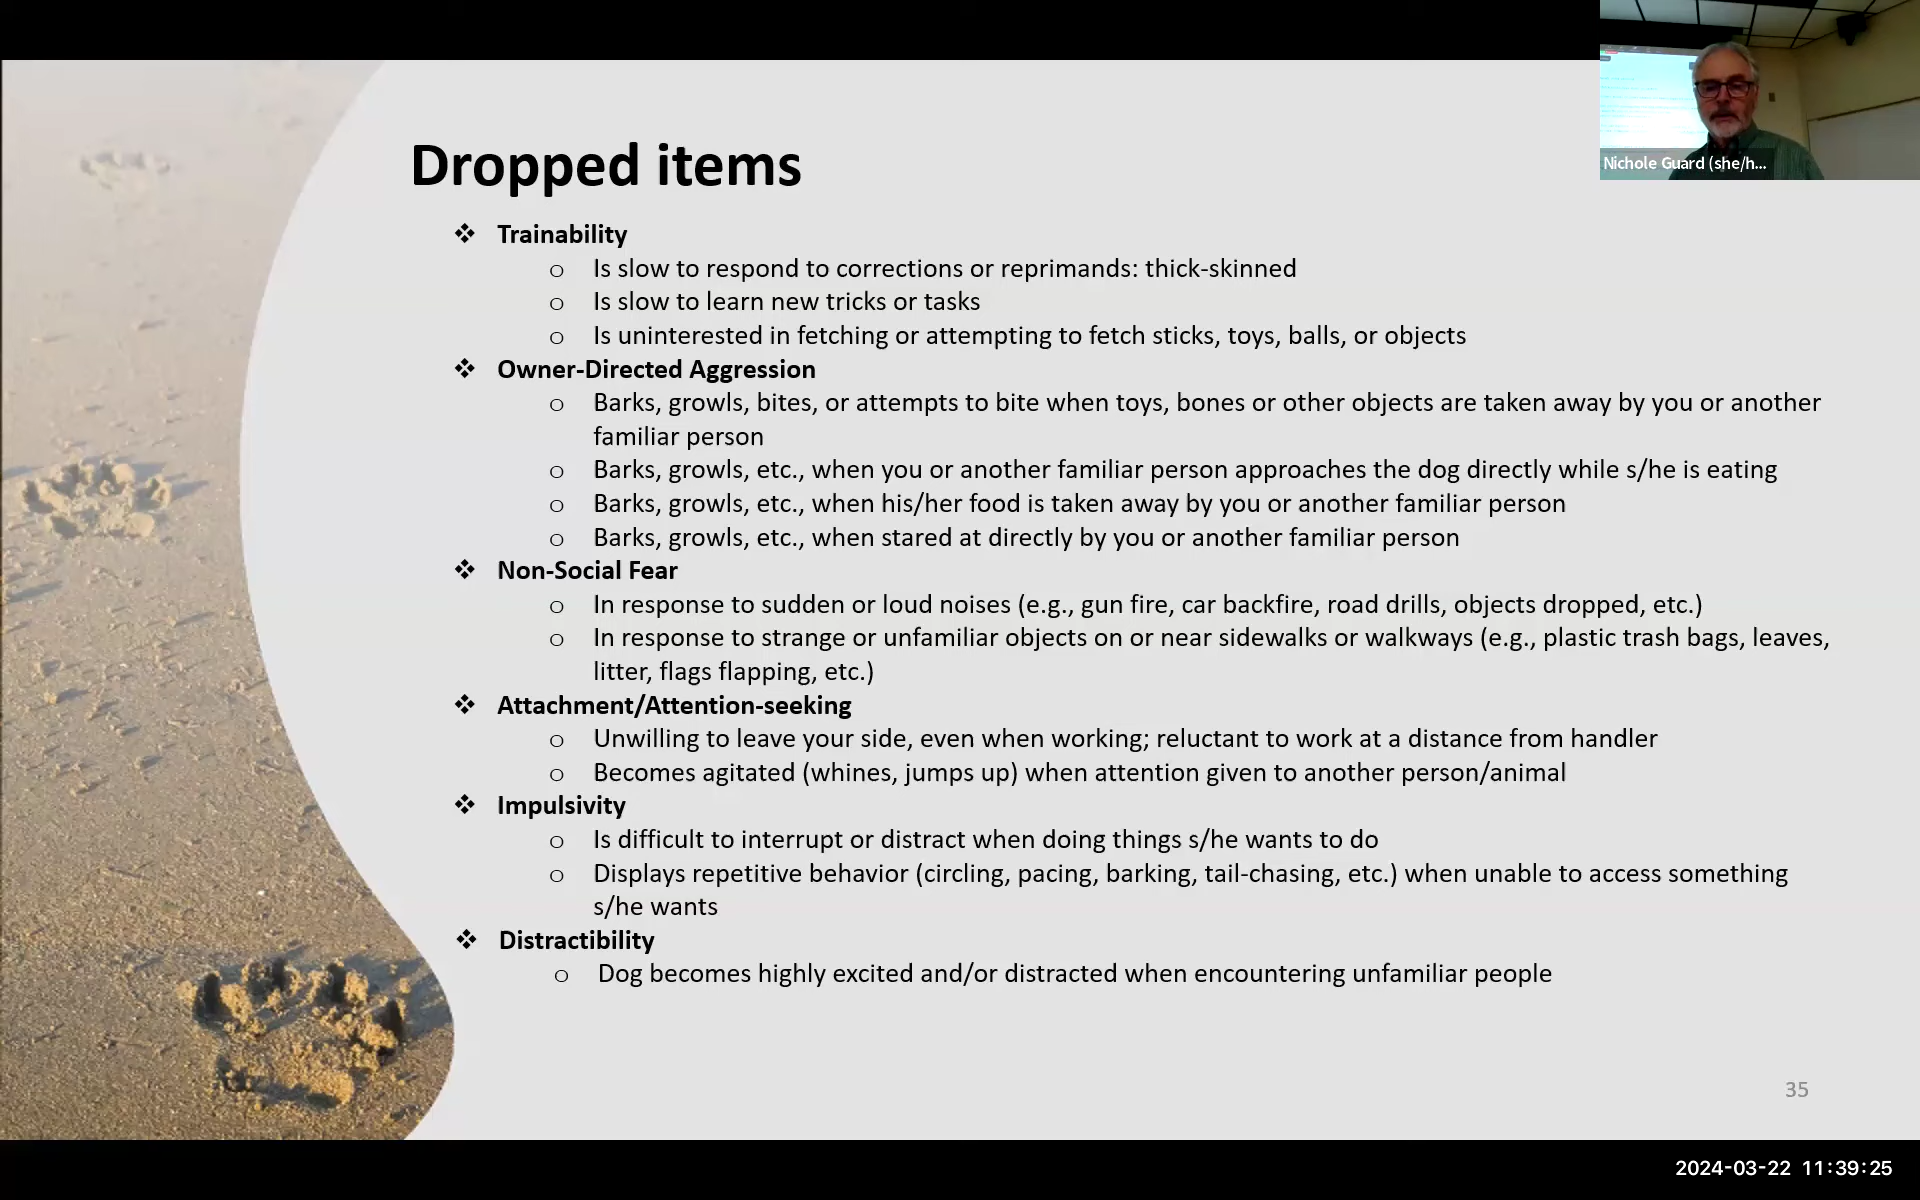 Nichole Guard (she/h...
Dropped items
❖ Trainability
o Is slow to respond to corrections or reprimands: thick-skinned
o Is slow to learn new tricks or tasks
o Is uninterested in fetching or attempting to fetch sticks, toys, balls, or objects
❖ Owner-Directed Aggression
o Barks, growls, bites, or attempts to bite when toys, bones or other objects are taken away by you or another
familiar person
o Barks, growls, etc., when you or another familiar person approaches the dog directly while s/he is eating
o Barks, growls, etc., when his/her food is taken away by you or another familiar person
o Barks, growls, etc., when stared at directly by you or another familiar person
❖ Non-Social Fear
o In response to sudden or loud noises (e.g., gun fire, car backfire, road drills, objects dropped, etc.)
o In response to strange or unfamiliar objects on or near sidewalks or walkways (e.g., plastic trash bags, leaves,
litter, flags flapping, etc.)
❖ Attachment/Attention-seeking
o Unwilling to leave your side, even when working; reluctant to work at a distance from handler
o Becomes agitated (whines, jumps up) when attention given to another person/animal
❖ Impulsivity
o Is difficult to interrupt or distract when doing things s/he wants to do
o Displays repetitive behavior (circling, pacing, barking, tail-chasing, etc.) when unable to access something
s/he wants
❖ Distractibility
o Dog becomes highly excited and/or distracted when encountering unfamiliar people
35
2024-03-22 11:39:25